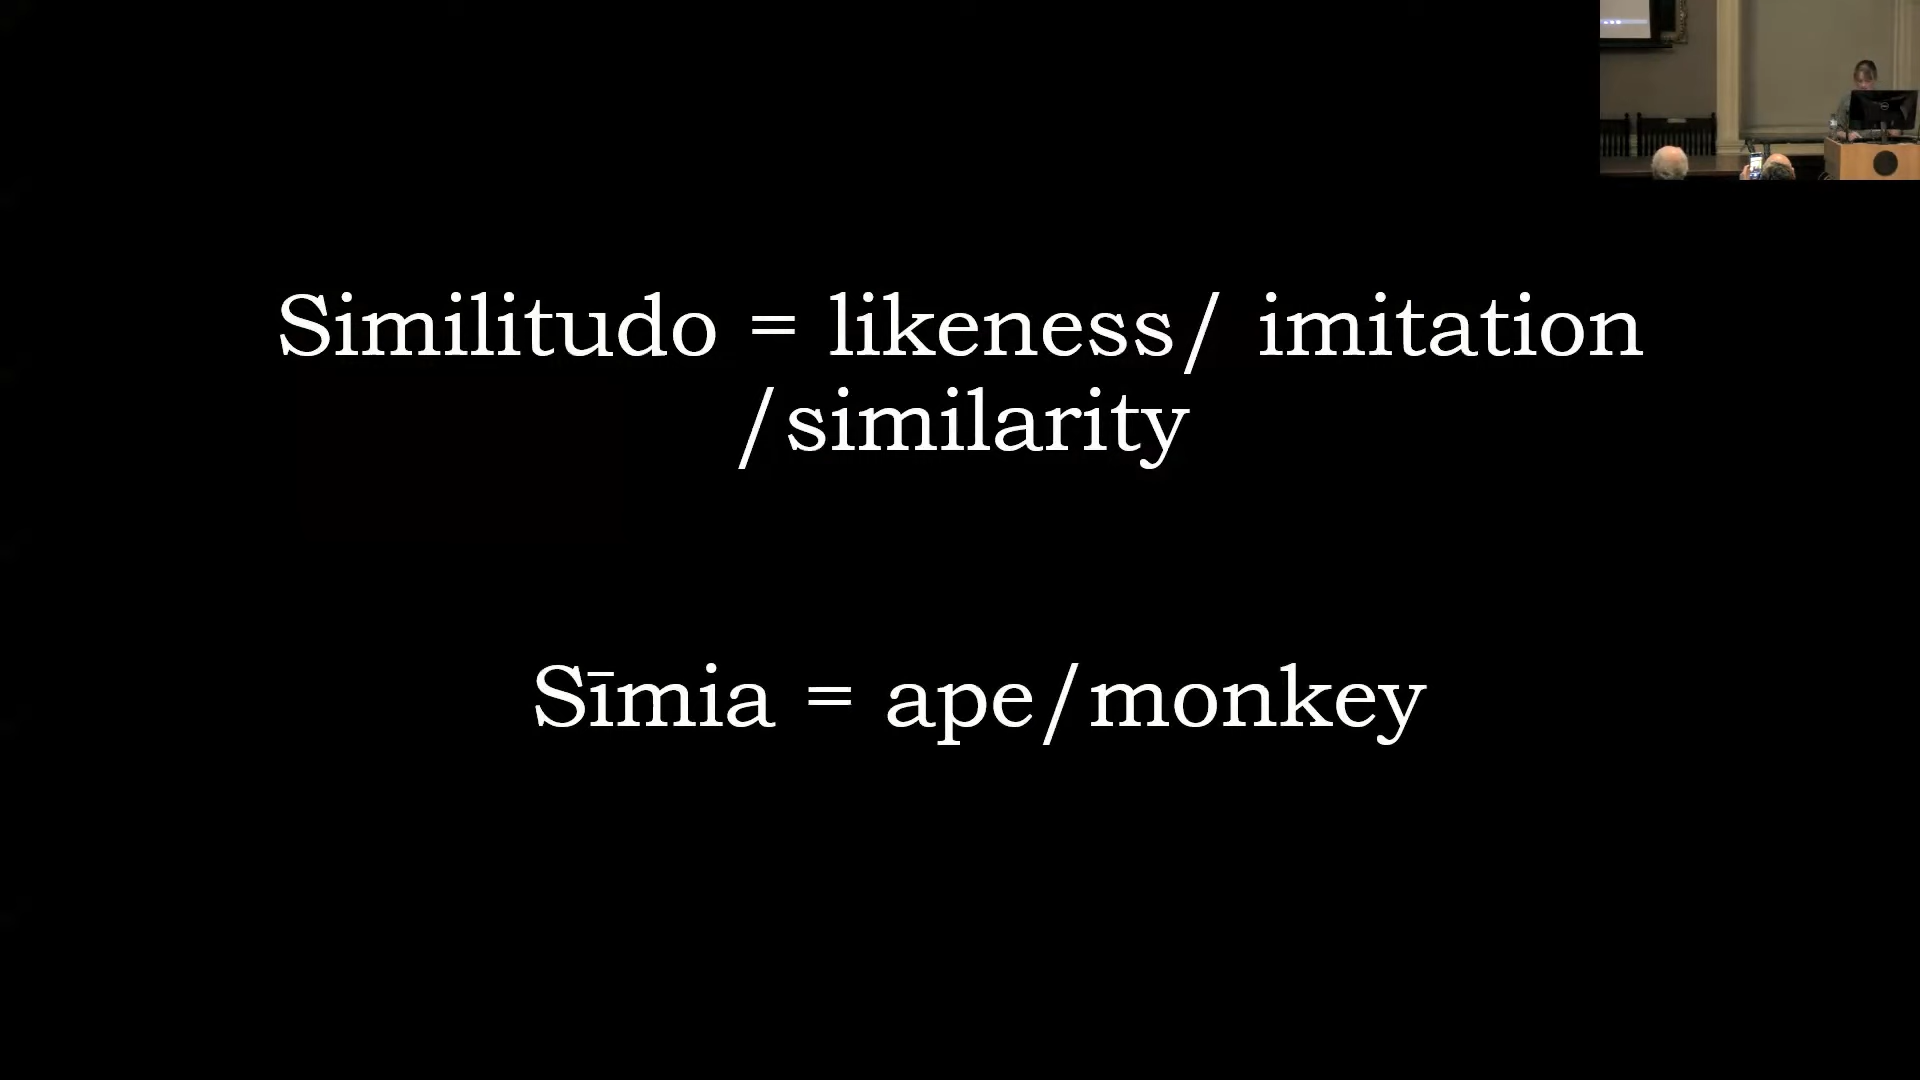 Similitudo = likeness/ imitation
/similarity
Sīmia = ape/monkey